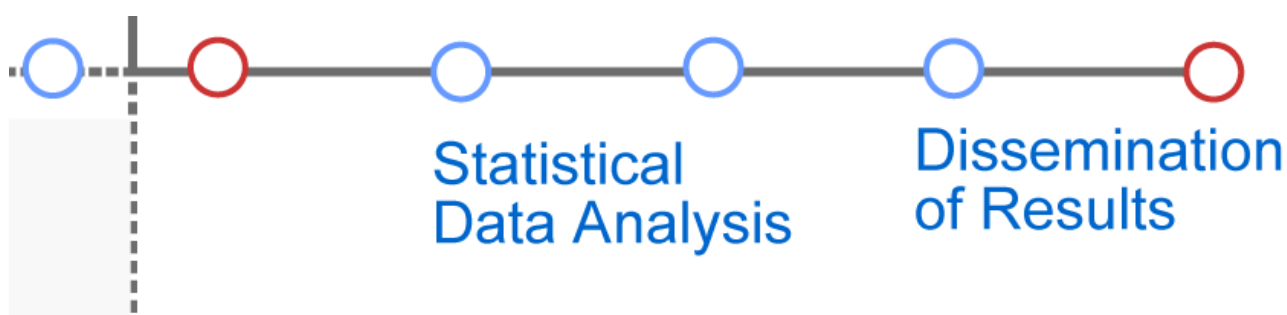 Statistical
Data Analysis
Dissemination
of Results